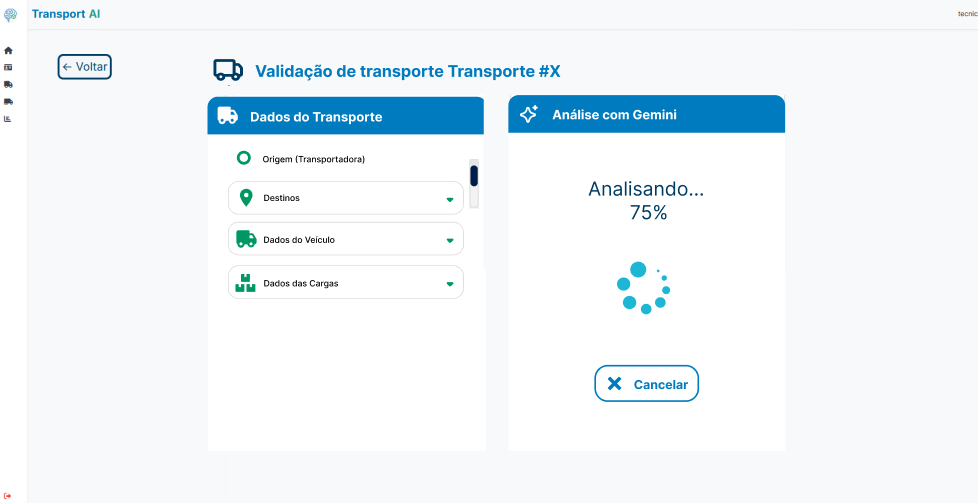 Transport AI
tecnic
← Voltar
Validação de transporte Transporte #X
Dados do Transporte
Origem (Transportadora)
Destinos
Dados do Veículo
Dados das Cargas
Análise com Gemini
Analisando...
75%
Cancelar